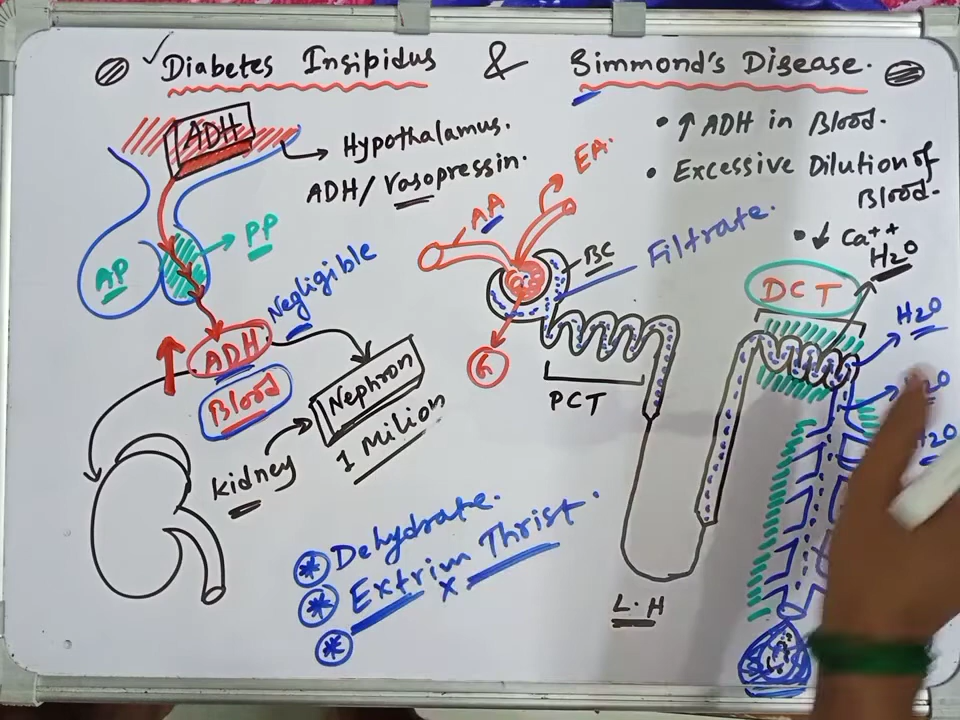 Diabetes Insipidus & Simmond's Disease.
ADH
Hypothalamus.
ADH/Vasopressin.
• ↑ ADH in Blood.
• Excessive Dilution of
Blood.
• ↓ Ca++
H2O
AP
PP
Negligible
ADH
Blood
Nephron
1 Milion
Kidney
AA
EA.
BC
Filtrate.
G
PCT
DCT
H2O
H2O
H2O
L.H
Dehydrate.
Extrim Thrist.
x